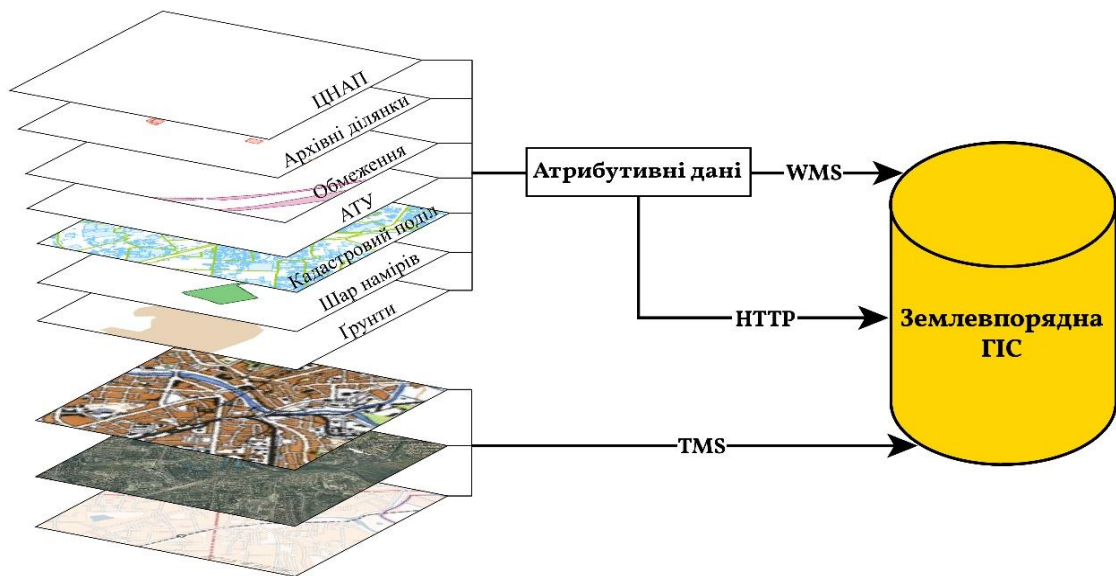 ЦНАП
Архівні ділянки
Обмеження
АТУ
Кадастровий поділ
Шар намірів
Ґрунти
Атрибутивні дані
WMS
HTTP
TMS
Землевпорядна
ГІС